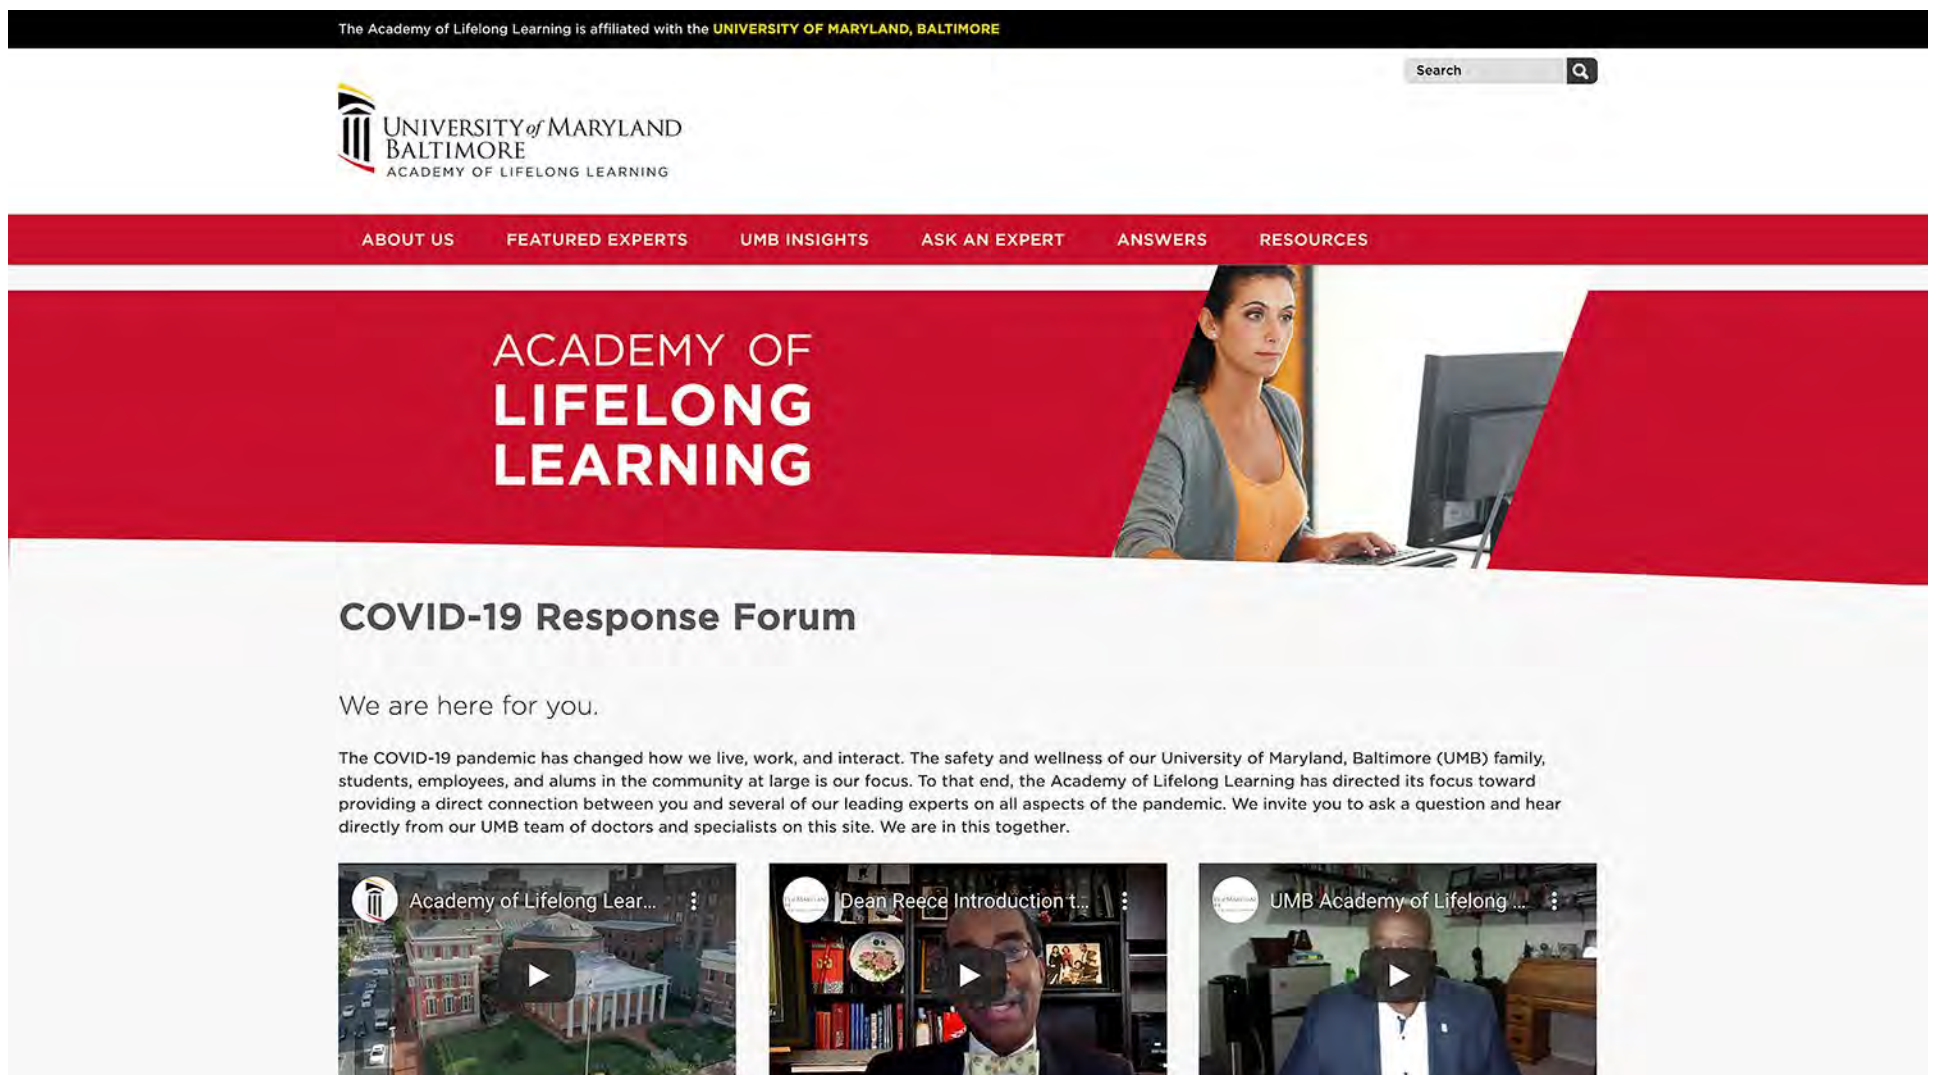 The Academy of Lifelong Learning is affiliated with the UNIVERSITY OF MARYLAND, BALTIMORE
Search
UNIVERSITY of MARYLAND
BALTIMORE
ACADEMY OF LIFELONG LEARNING
ABOUT US FEATURED EXPERTS UMB INSIGHTS ASK AN EXPERT ANSWERS RESOURCES
ACADEMY OF
LIFELONG
LEARNING
COVID-19 Response Forum
We are here for you.
The COVID-19 pandemic has changed how we live, work, and interact. The safety and wellness of our University of Maryland, Baltimore (UMB) family,
students, employees, and alums in the community at large is our focus. To that end, the Academy of Lifelong Learning has directed its focus toward
providing a direct connection between you and several of our leading experts on all aspects of the pandemic. We invite you to ask a question and hear
directly from our UMB team of doctors and specialists on this site. We are in this together.
Academy of Lifelong Lear...
Dean Reece Introduction t...
UMB Academy of Lifelong ...